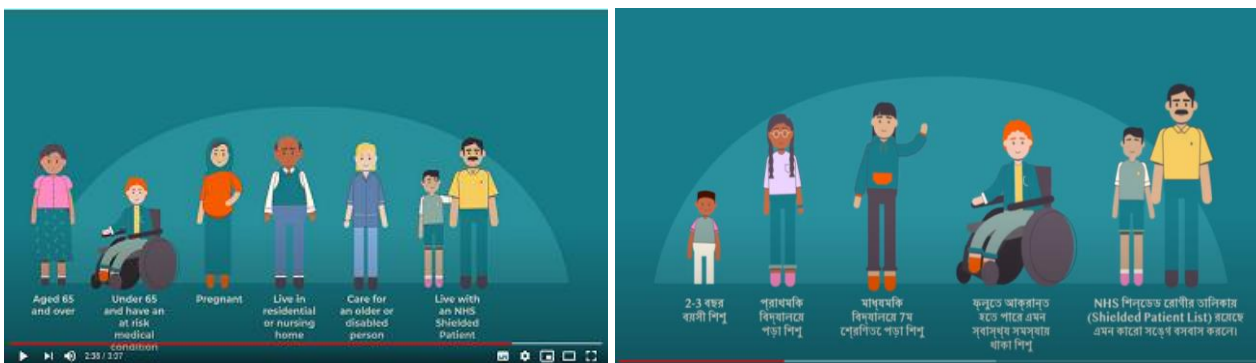 Aged 65
and over
Under 65
and have an
at risk
medical
condition
Pregnant
Live in
residential
or nursing
home
Care for
an older or
disabled
person
Live with
an NHS
Shielded
Patient
2:38 / 3:07
2-3 বছর
বয়সী শিশু
প্‌রাথমকি
বিদ্‌যালয়ে
পড়া শিশু
মাধ্‌যমকি
বিদ্‌যালয়ে 7ম
শ্‌রেণিতে পড়া শিশু
ফ্‌লুতে আক্‌রান্‌ত
হতে পারে এমন
স্‌বাস্‌থ্‌য সমস্‌যায়
থাকা শিশু
NHS শিল্‌ডেড রোগীর তালিকার
(Shielded Patient List) রয়েছে
এমন কারো সঙ্‌গে বসবাস করলে।